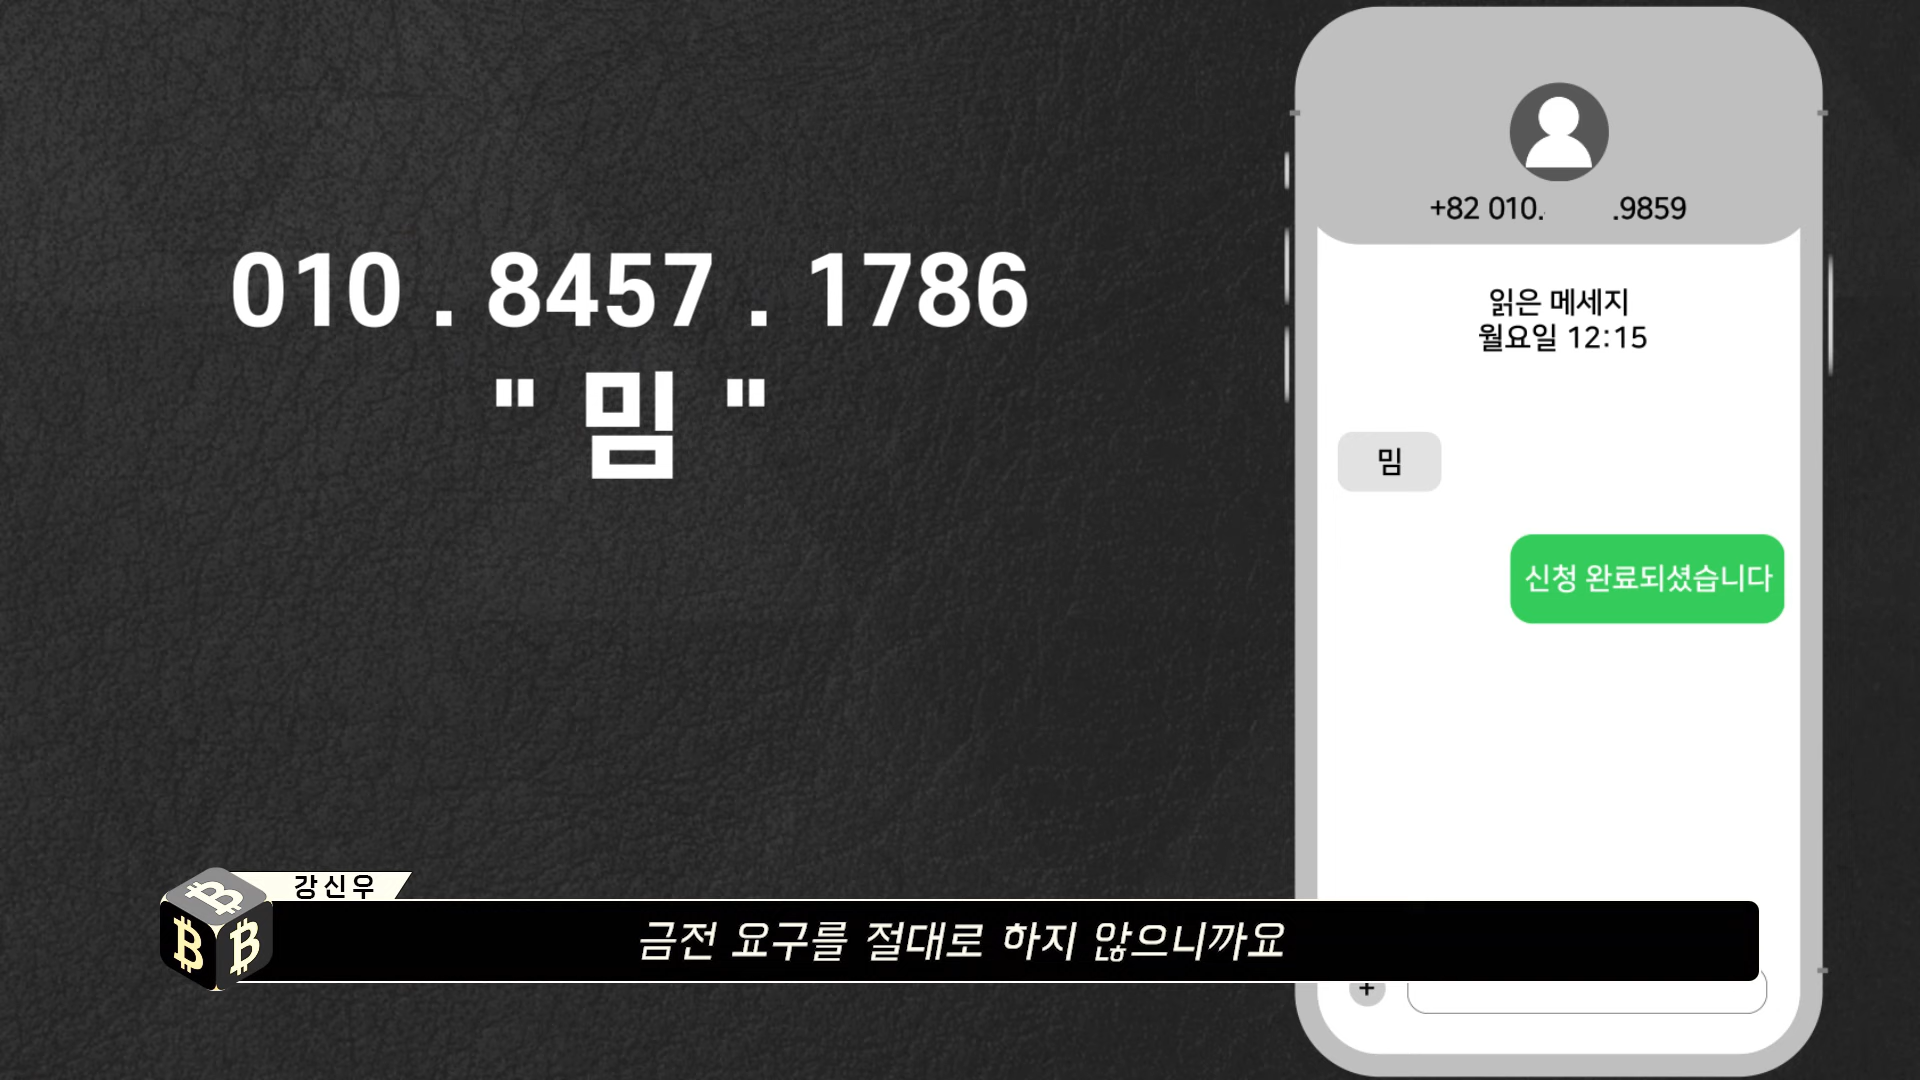 010 . 8457 . 1786
" 밈 "
+82 010. .9859
읽은 메세지
월요일 12:15
밈
신청 완료되셨습니다
강신우
금전 요구를 절대로 하지 않으니까요
+